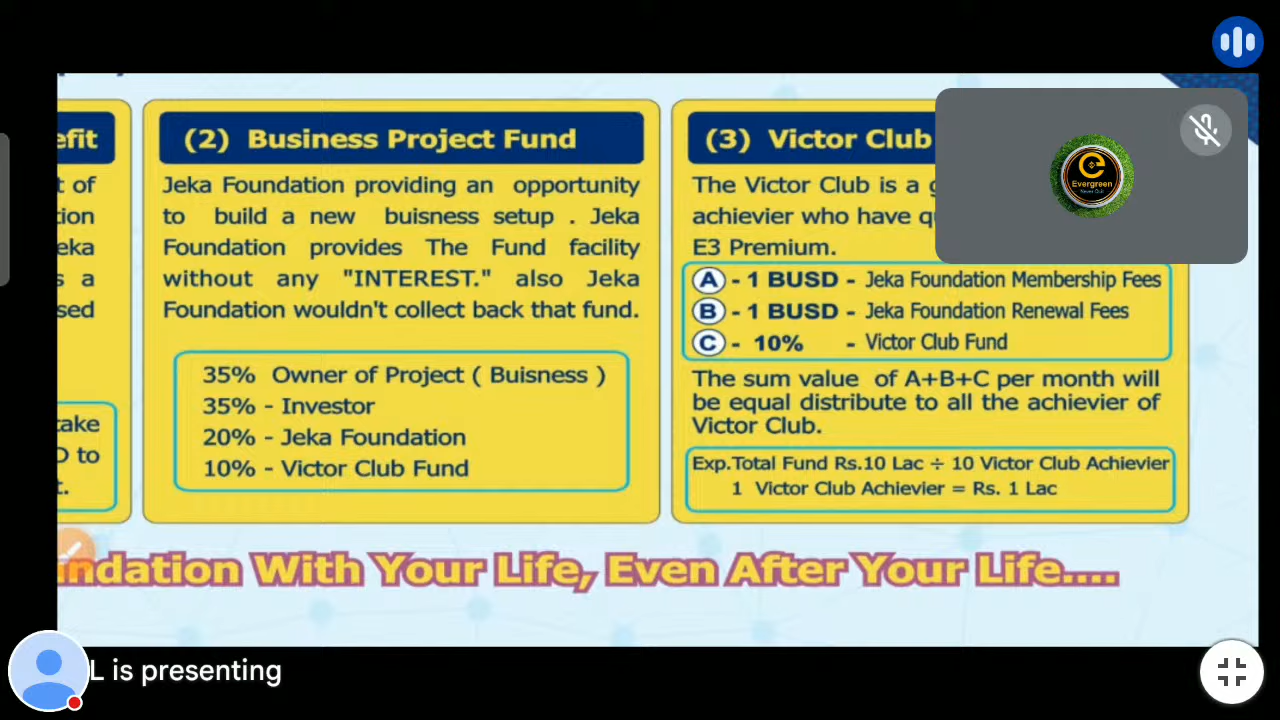 efit
t of
tion
eka
s a
sed
take
D to
t.
(2) Business Project Fund
Jeka Foundation providing an opportunity
to build a new buisness setup . Jeka
Foundation provides The Fund facility
without any "INTEREST." also Jeka
Foundation wouldn't collect back that fund.
35% Owner of Project ( Buisness )
35% - Investor
20% - Jeka Foundation
10% - Victor Club Fund
(3) Victor Club
The Victor Club is a
achievier who have
E3 Premium.
A - 1 BUSD - Jeka Foundation Membership Fees
B - 1 BUSD - Jeka Foundation Renewal Fees
C - 10% - Victor Club Fund
The sum value of A+B+C per month will
be equal distribute to all the achievier of
Victor Club.
Exp.Total Fund Rs.10 Lac ÷ 10 Victor Club Achievier
1 Victor Club Achievier = Rs. 1 Lac
e
Evergreen
Never Quit
ndation With Your Life, Even After Your Life....
L is presenting